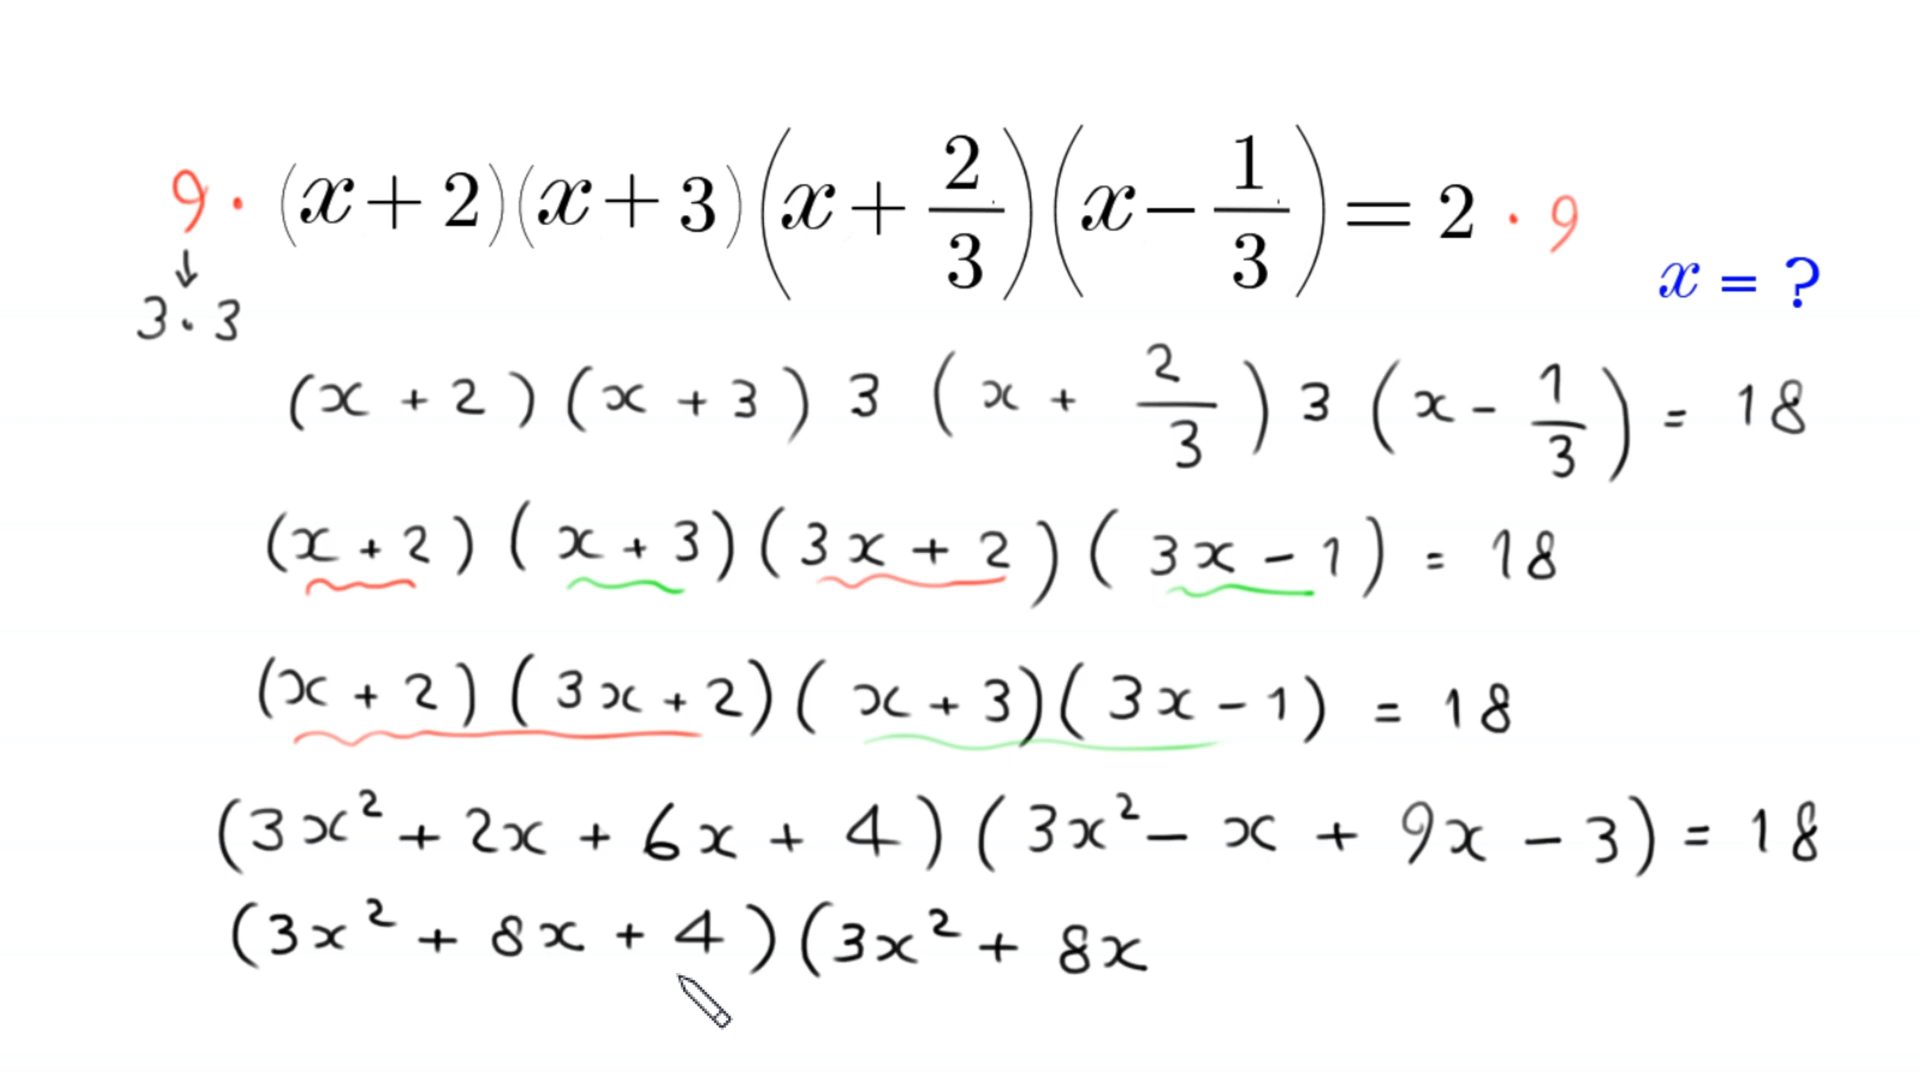 9 · (x + 2)(x + 3)(x + 2/3)(x − 1/3) = 2 · 9
x = ?
3 · 3
(x + 2)(x + 3) 3 (x + 2/3) 3 (x − 1/3) = 18
(x + 2)(x + 3)(3x + 2)(3x − 1) = 18
(x + 2)(3x + 2)(x + 3)(3x − 1) = 18
(3x² + 2x + 6x + 4)(3x² − x + 9x − 3) = 18
(3x² + 8x + 4)(3x² + 8x